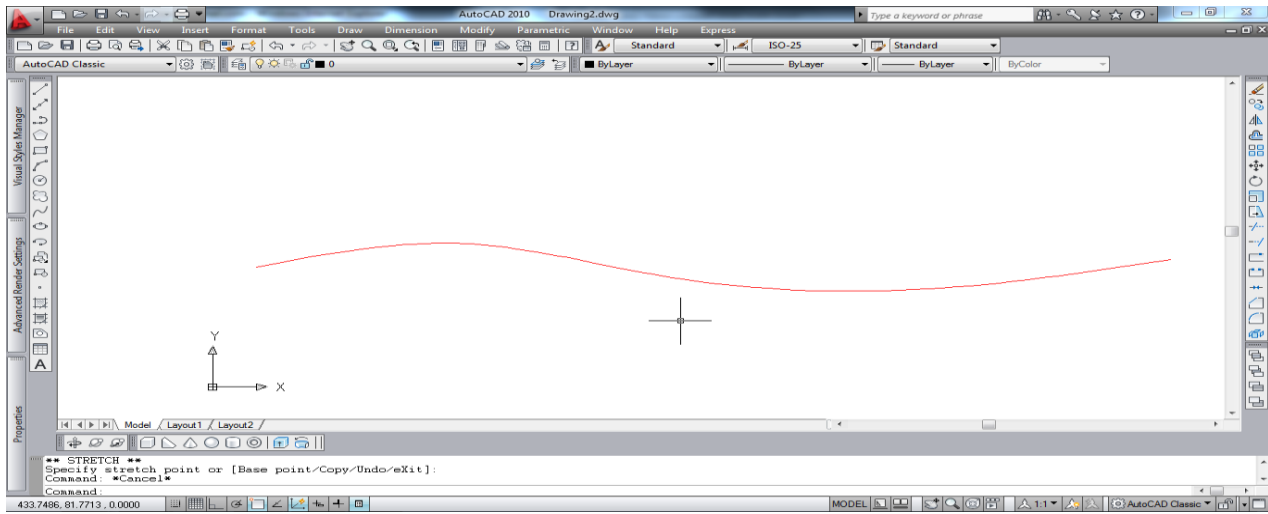 AutoCAD 2010 Drawing2.dwg Type a keyword or phrase
File Edit View Insert Format Tools Draw Dimension Modify Parametric Window Help Express
A Standard ISO-25 Standard
AutoCAD Classic 0 ByLayer ByLayer ByLayer ByColor
Visual Styles Manager
Advanced Render Settings
Properties
A
Y
X
Model Layout1 Layout2
** STRETCH **
Specify stretch point or [Base point/Copy/Undo/eXit]:
Command: *Cancel*
Command:
433.7486, 81.7713 , 0.0000 MODEL 1:1 AutoCAD Classic